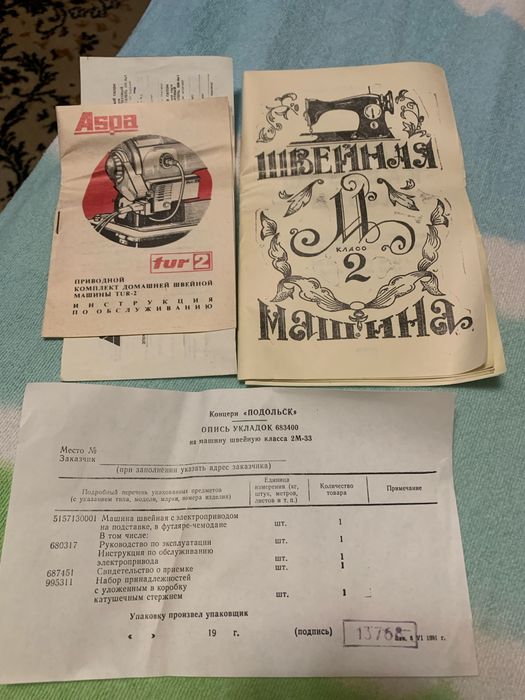 Aspa
tur 2
ПРИВОДНОЙ
КОМПЛЕКТ ДОМАШНЕЙ ШВЕЙНОЙ
МАШИНЫ TUR-2
ИНСТРУКЦИЯ
ПО ОБСЛУЖИВАНИЮ
ШВЕЙНАЯ
М
КЛАСС
2
МАШИНА
Концерн «ПОДОЛЬСК»
ОПИСЬ УКЛАДОК 683400
на машину швейную класса 2М-33
Место №
Заказчик
(при заполнении указать адрес заказчика)
Подробный перечень упакованных предметов
(с указанием типа, модели, марки, номера изделия)
Единица
измерения (кг,
штук, метров,
листов и т. п.)
Количество
товара
Примечание
5157130001 Машина швейная с электроприводом
на подставке, в футляре-чемодане шт. 1
В том числе:
680317 Руководство по эксплуатации шт. 1
Инструкция по обслуживанию
электропривода шт. 1
687451 Свидетельство о приемке шт. 1
995311 Набор принадлежностей
с уложенным в коробку
катушечным стержнем шт. 1
Упаковку произвел упаковщик
« » 19 г. (подпись) 13768
VI 1991 г.